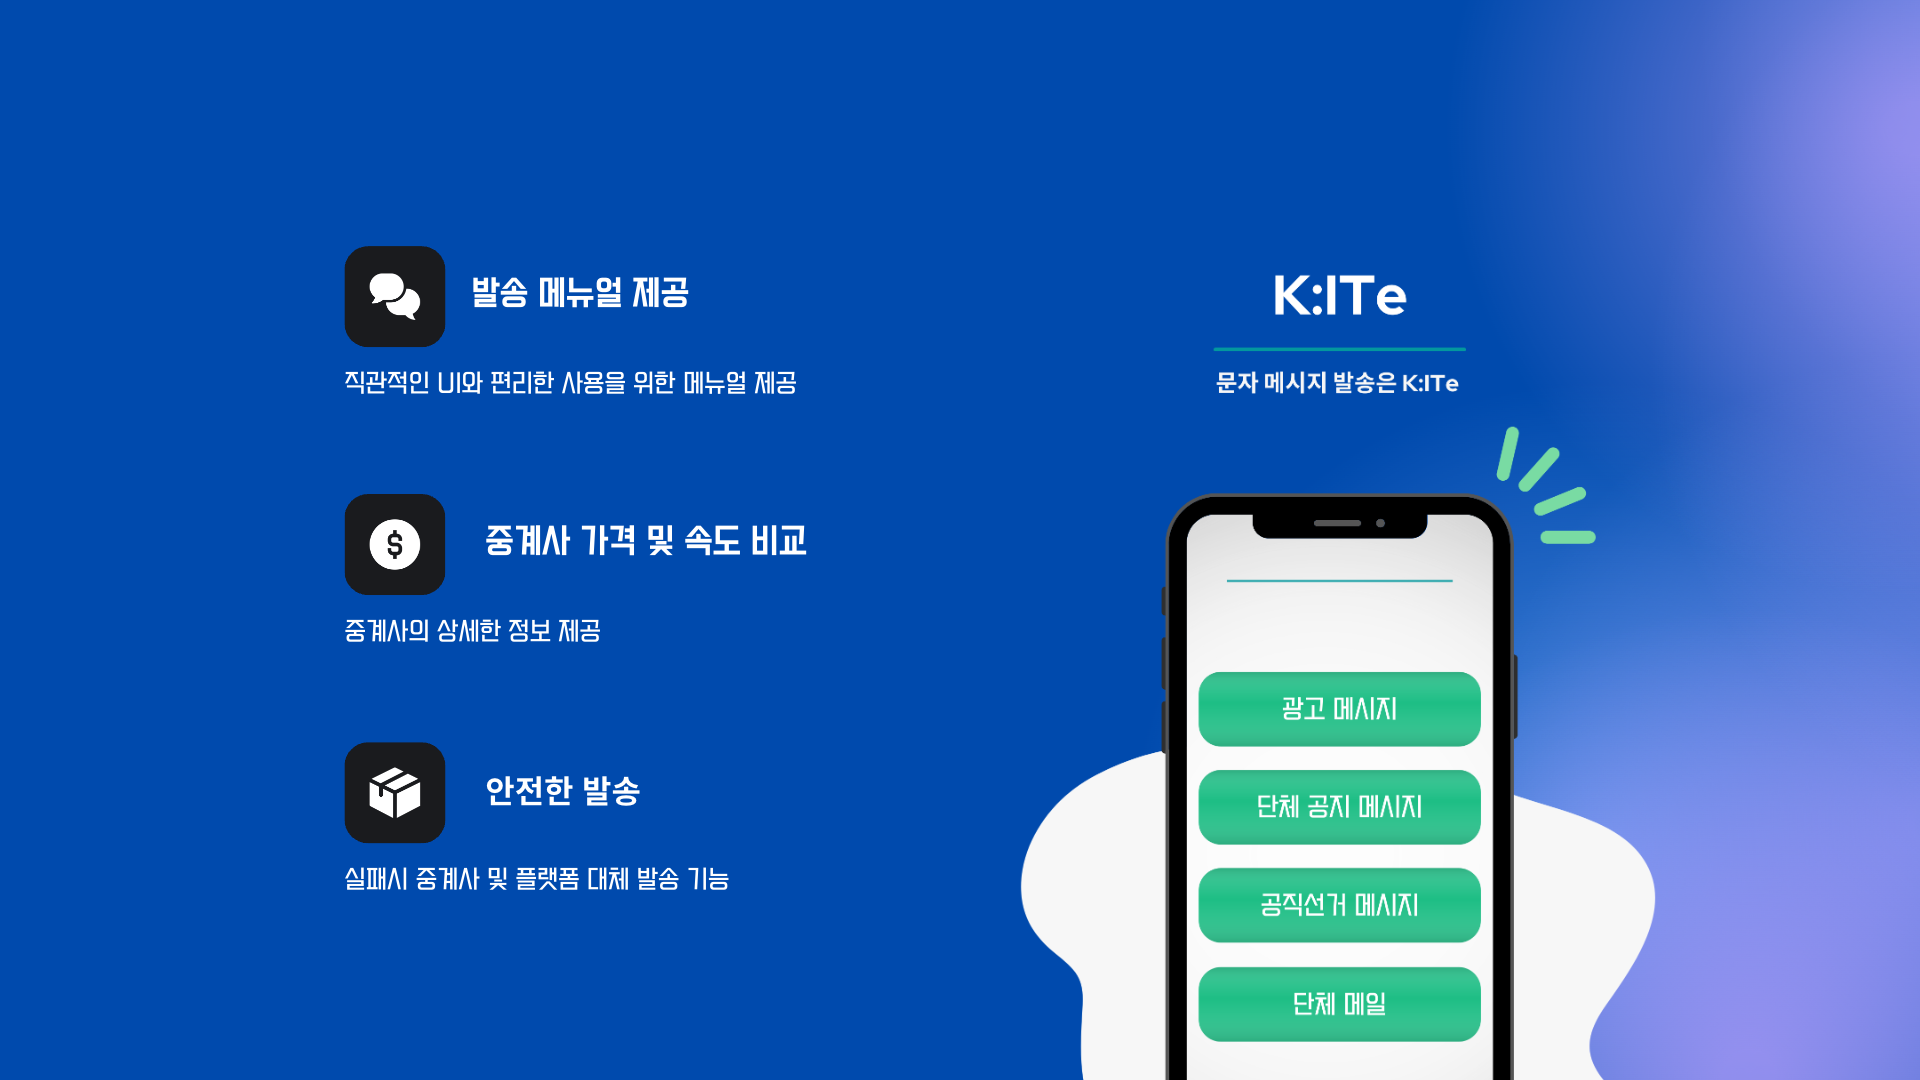 발송 메뉴얼 제공
직관적인 UI와 편리한 사용을 위한 메뉴얼 제공
중계사 가격 및 속도 비교
중계사의 상세한 정보 제공
안전한 발송
실패시 중계사 및 플랫폼 대체 발송 기능
K:ITe
문자 메시지 발송은 K:ITe
광고 메시지
단체 공지 메시지
공직선거 메시지
단체 메일